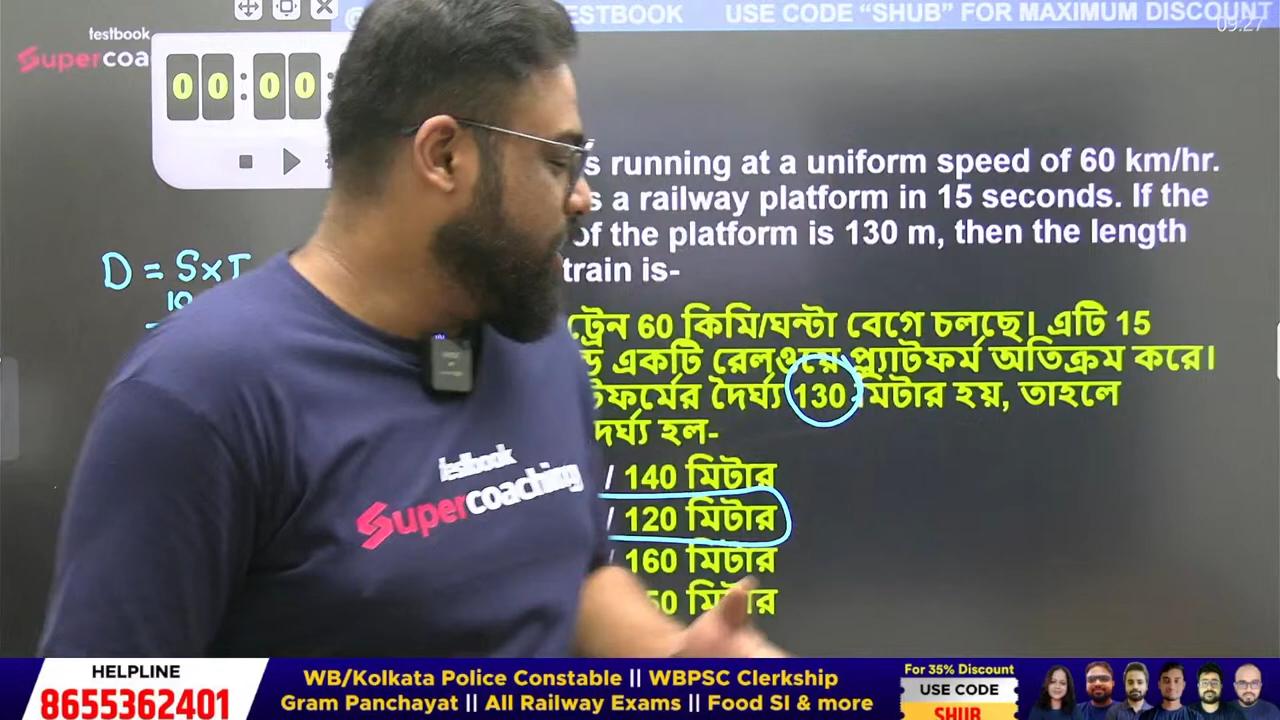 ESTBOOK USE CODE “SHUB” FOR MAXIMUM DISCOUNT
09:27
testbook
Supercoa
00:00:
s running at a uniform speed of 60 km/hr.
s a railway platform in 15 seconds. If the
of the platform is 130 m, then the length
train is-
D = S×T
ট্রেন 60 কিমি/ঘন্টা বেগে চলছে। এটি 15
একটি রেলওয়ে প্ল্যাটফর্ম অতিক্রম করে।
টফর্মের দৈর্ঘ্য 130 মিটার হয়, তাহলে
দৈর্ঘ্য হল-
/ 140 মিটার
/ 120 মিটার
/ 160 মিটার
50 মিটার
testbook
Supercoaching
HELPLINE
8655362401
WB/Kolkata Police Constable || WBPSC Clerkship
Gram Panchayat || All Railway Exams || Food SI & more
For 35% Discount
USE CODE
SHUB